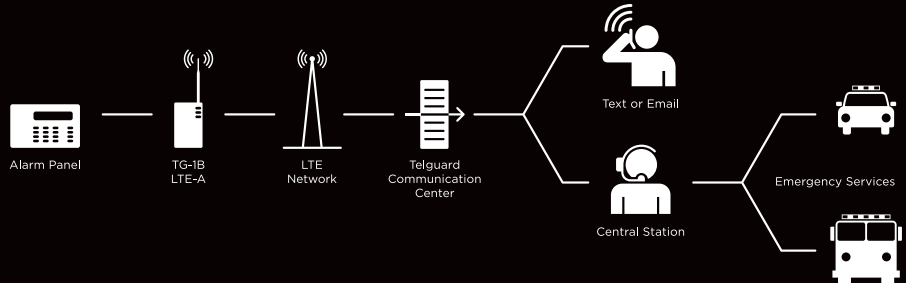 Alarm Panel
TG-1B
LTE-A
LTE
Network
Telguard
Communication
Center
Text or Email
Central Station
Emergency Services